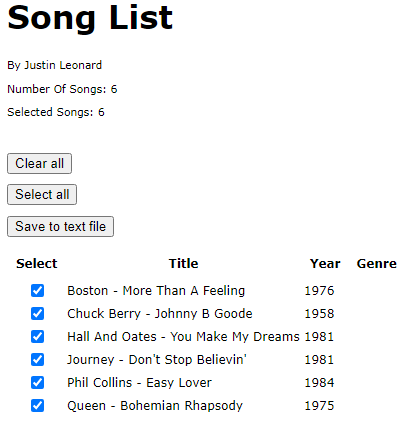 Song List
By Justin Leonard
Number Of Songs: 6
Selected Songs: 6
Clear all
Select all
Save to text file
Select Title Year Genre
Boston - More Than A Feeling 1976
Chuck Berry - Johnny B Goode 1958
Hall And Oates - You Make My Dreams 1981
Journey - Don't Stop Believin' 1981
Phil Collins - Easy Lover 1984
Queen - Bohemian Rhapsody 1975